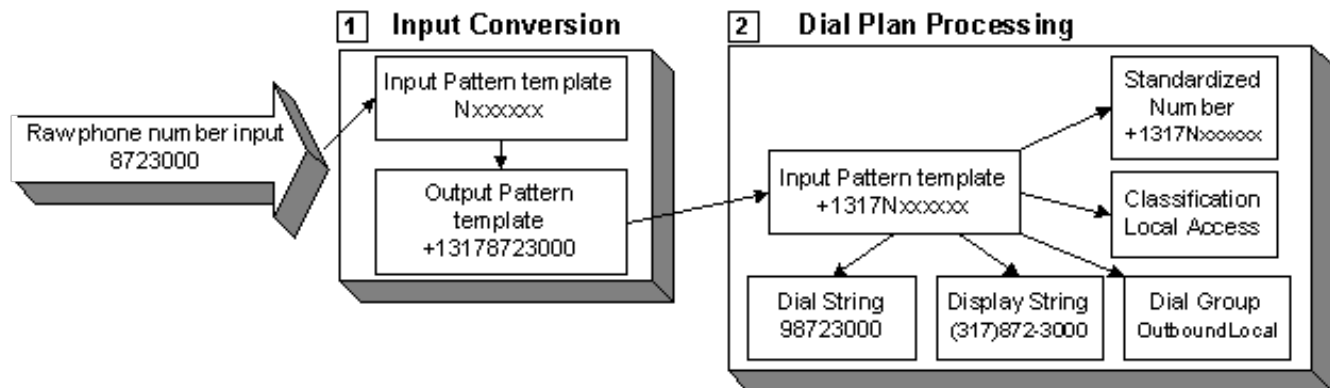 1 Input Conversion
2 Dial Plan Processing
Raw phone number input
8723000
Input Pattern template
Nxxxxxx
Output Pattern
template
+13178723000
Input Pattern template
+1317Nxxxxxx
Standardized
Number
+1317Nxxxxxx
Classification
Local Access
Dial String
98723000
Display String
(317)872-3000
Dial Group
OutboundLocal